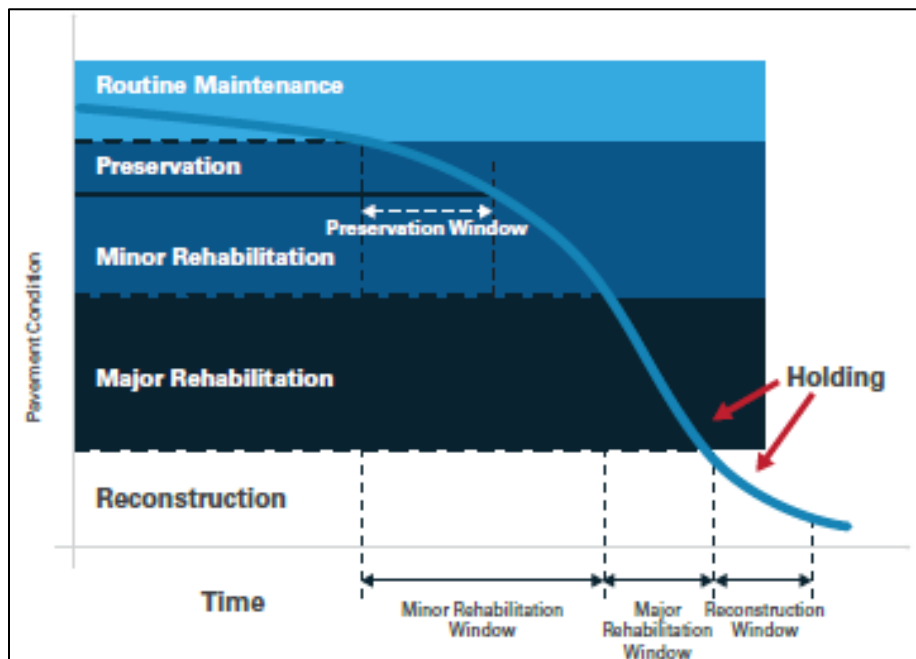 Routine Maintenance
Preservation
Preservation Window
Minor Rehabilitation
Major Rehabilitation
Holding
Reconstruction
Pavement Condition
Time
Minor Rehabilitation
Window
Major
Rehabilitation
Window
Reconstruction
Window